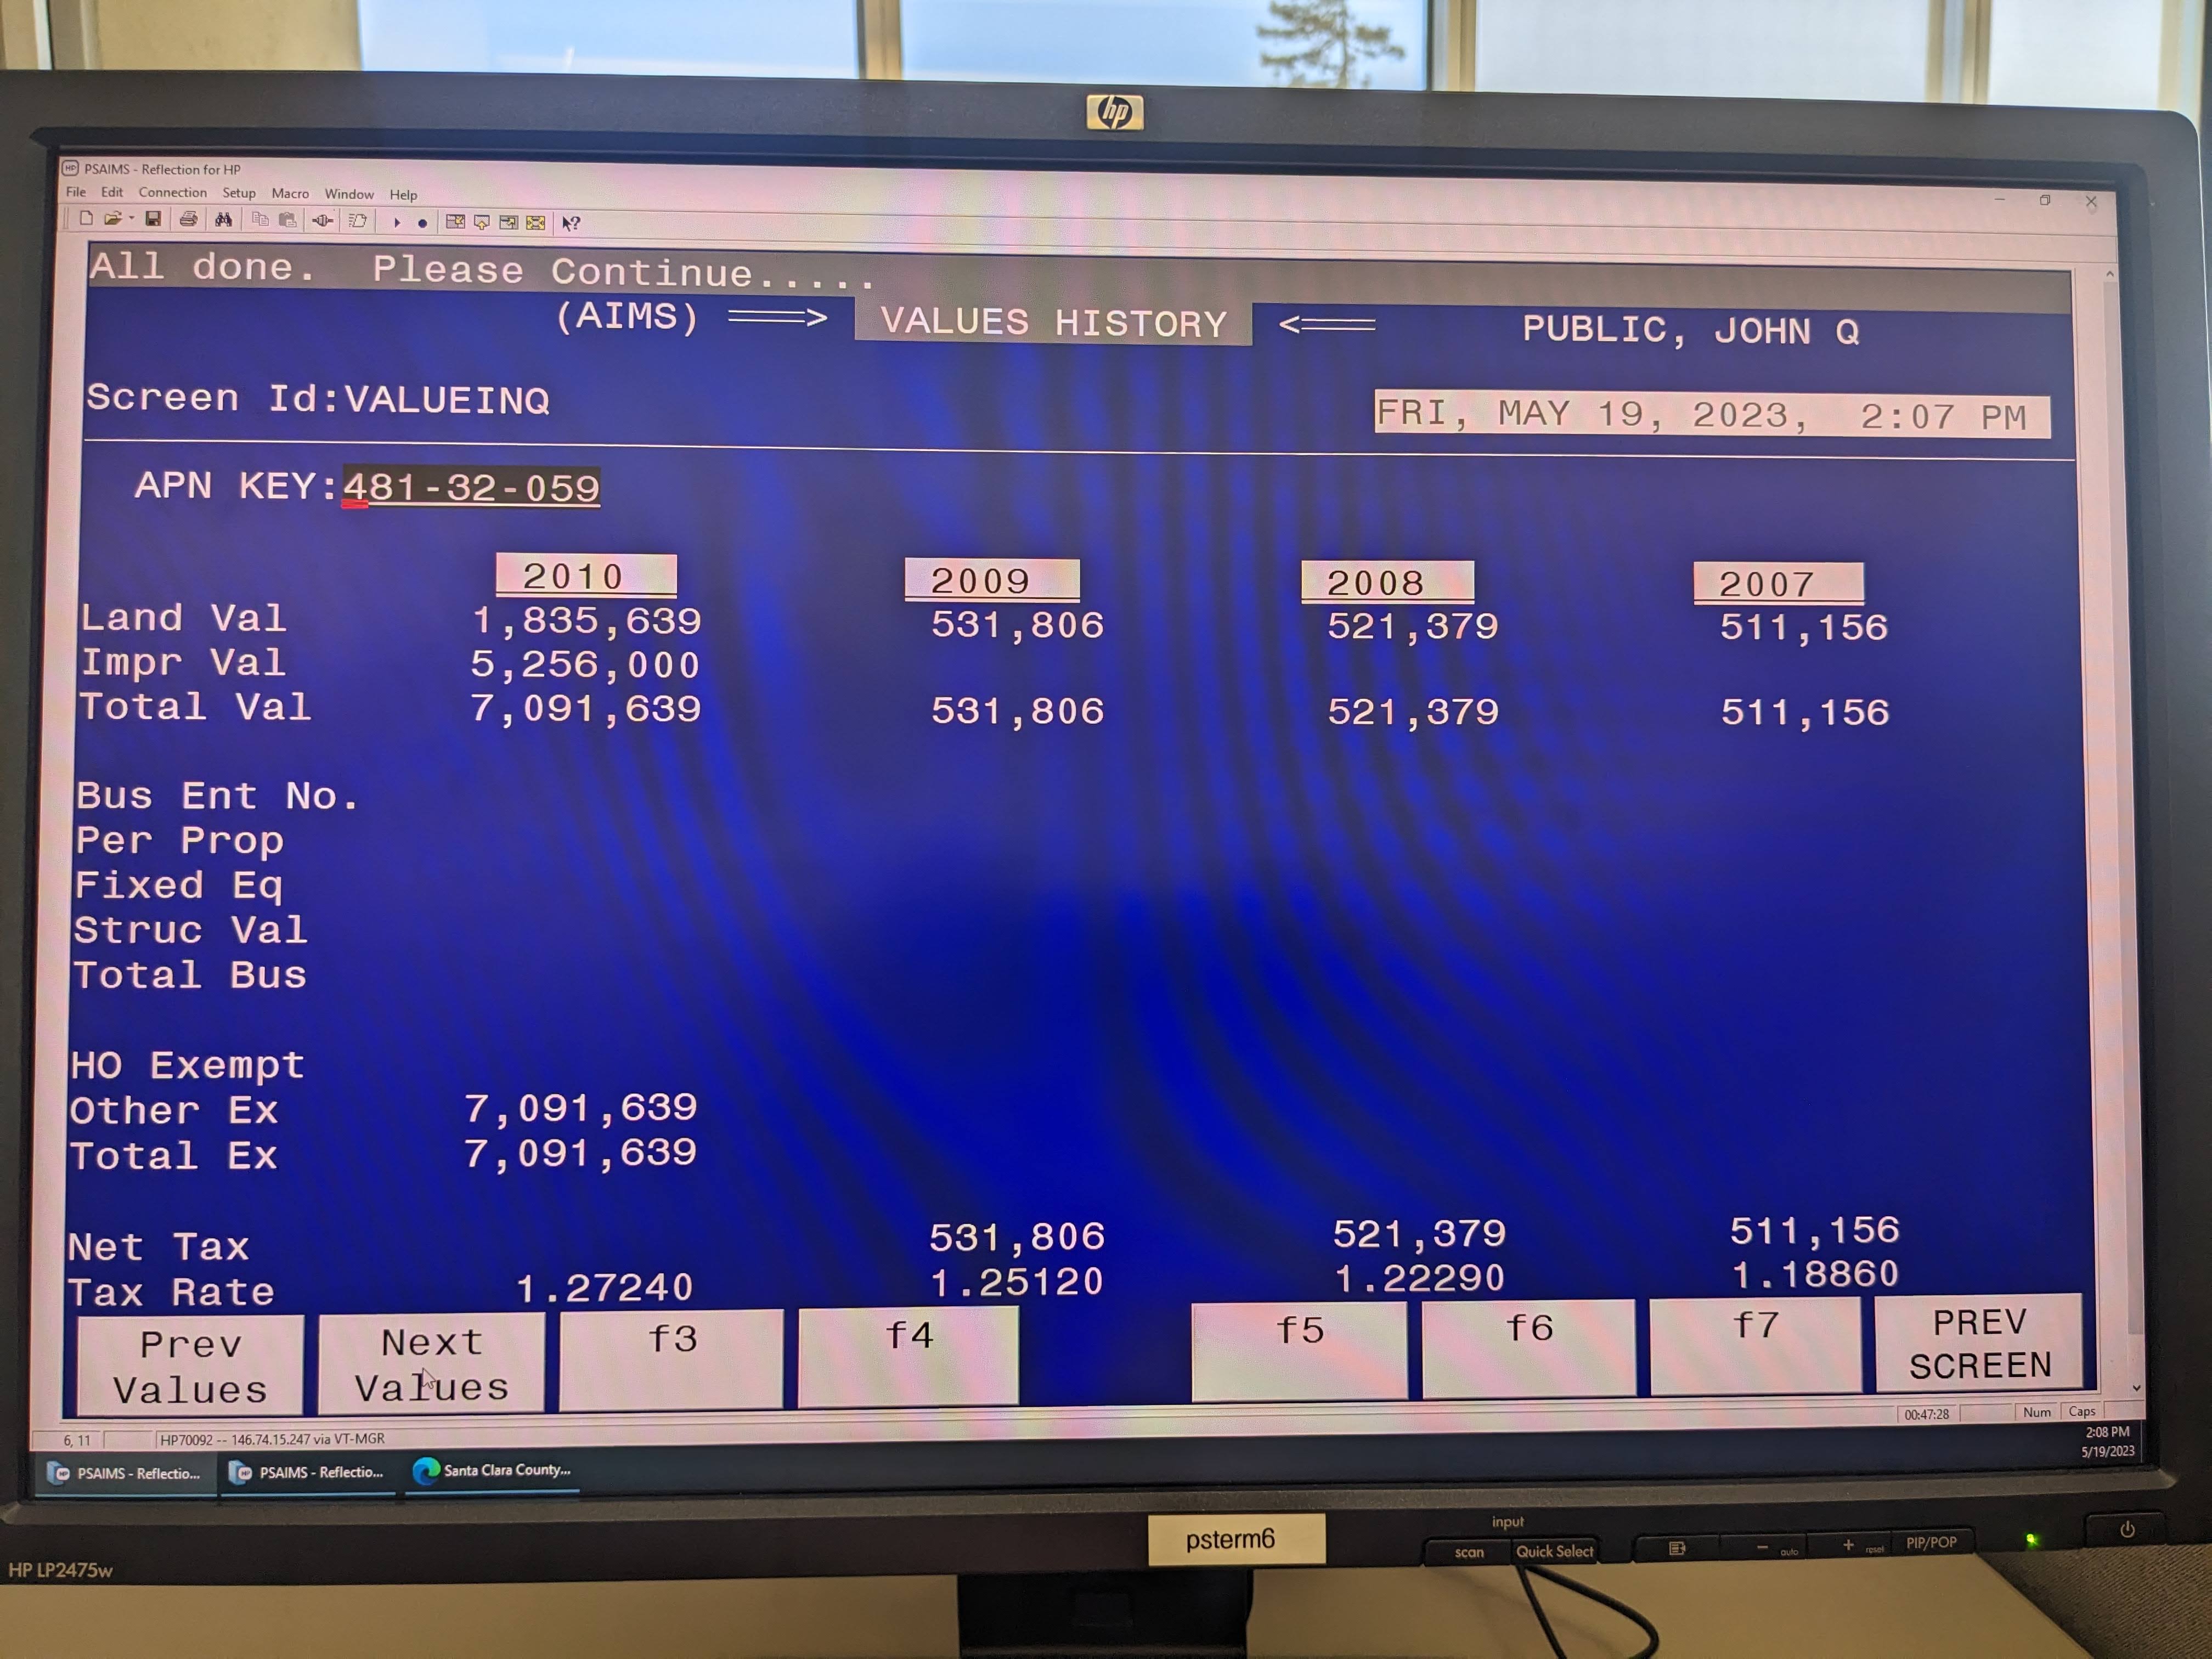 hp
PSAIMS - Reflection for HP
File Edit Connection Setup Macro Window Help
All done. Please Continue.....
(AIMS) ===> VALUES HISTORY <=== PUBLIC, JOHN Q
Screen Id:VALUEINQ FRI, MAY 19, 2023, 2:07 PM
APN KEY:481-32-059
2010 2009 2008 2007
Land Val 1,835,639 531,806 521,379 511,156
Impr Val 5,256,000
Total Val 7,091,639 531,806 521,379 511,156
Bus Ent No.
Per Prop
Fixed Eq
Struc Val
Total Bus
HO Exempt
Other Ex 7,091,639
Total Ex 7,091,639
Net Tax 531,806 521,379 511,156
Tax Rate 1.27240 1.25120 1.22290 1.18860
Prev Next f3 f4 f5 f6 f7 PREV
Values Values SCREEN
00:47:28 Num Caps
6, 11 HP70092 -- 146.74.15.247 via VT-MGR
2:08 PM
5/19/2023
PSAIMS - Reflectio... PSAIMS - Reflectio... Santa Clara County...
psterm6
input
scan Quick Select - auto + reset PIP/POP
HP LP2475w